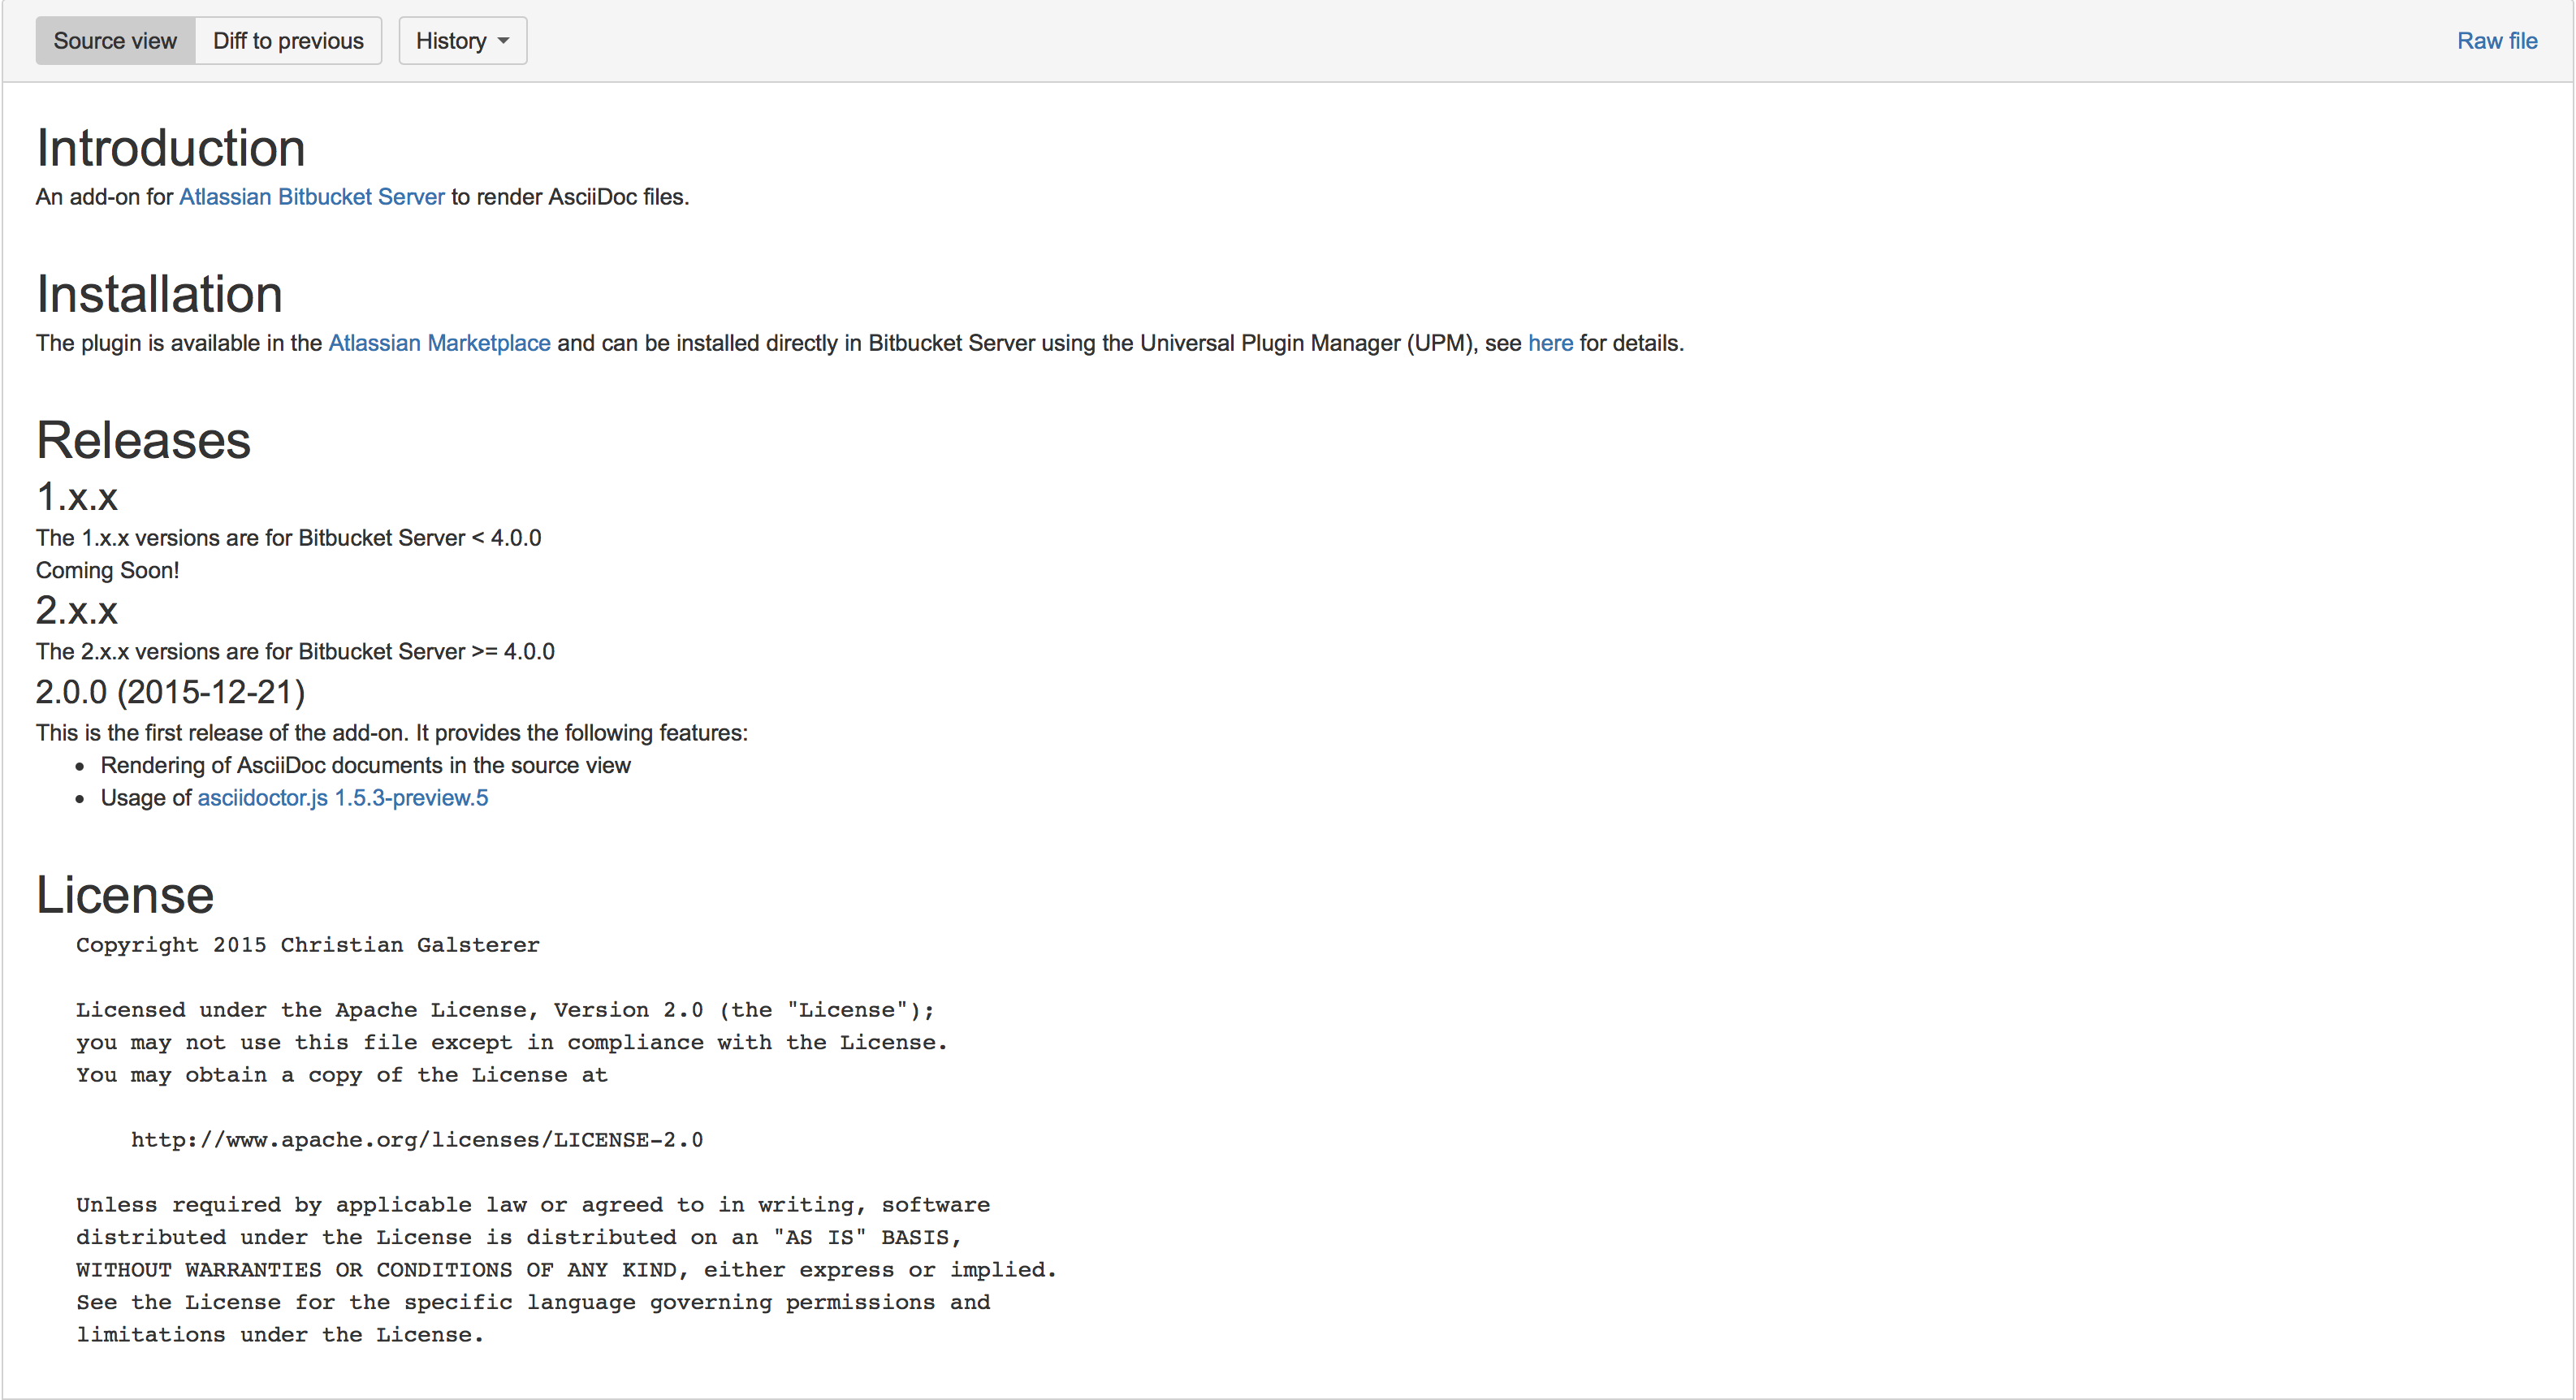 Source view Diff to previous History Raw file
Introduction
An add-on for Atlassian Bitbucket Server to render AsciiDoc files.
Installation
The plugin is available in the Atlassian Marketplace and can be installed directly in Bitbucket Server using the Universal Plugin Manager (UPM), see here for details.
Releases
1.x.x
The 1.x.x versions are for Bitbucket Server < 4.0.0
Coming Soon!
2.x.x
The 2.x.x versions are for Bitbucket Server >= 4.0.0
2.0.0 (2015-12-21)
This is the first release of the add-on. It provides the following features:
• Rendering of AsciiDoc documents in the source view
• Usage of asciidoctor.js 1.5.3-preview.5
License
Copyright 2015 Christian Galsterer
Licensed under the Apache License, Version 2.0 (the "License");
you may not use this file except in compliance with the License.
You may obtain a copy of the License at
http://www.apache.org/licenses/LICENSE-2.0
Unless required by applicable law or agreed to in writing, software
distributed under the License is distributed on an "AS IS" BASIS,
WITHOUT WARRANTIES OR CONDITIONS OF ANY KIND, either express or implied.
See the License for the specific language governing permissions and
limitations under the License.